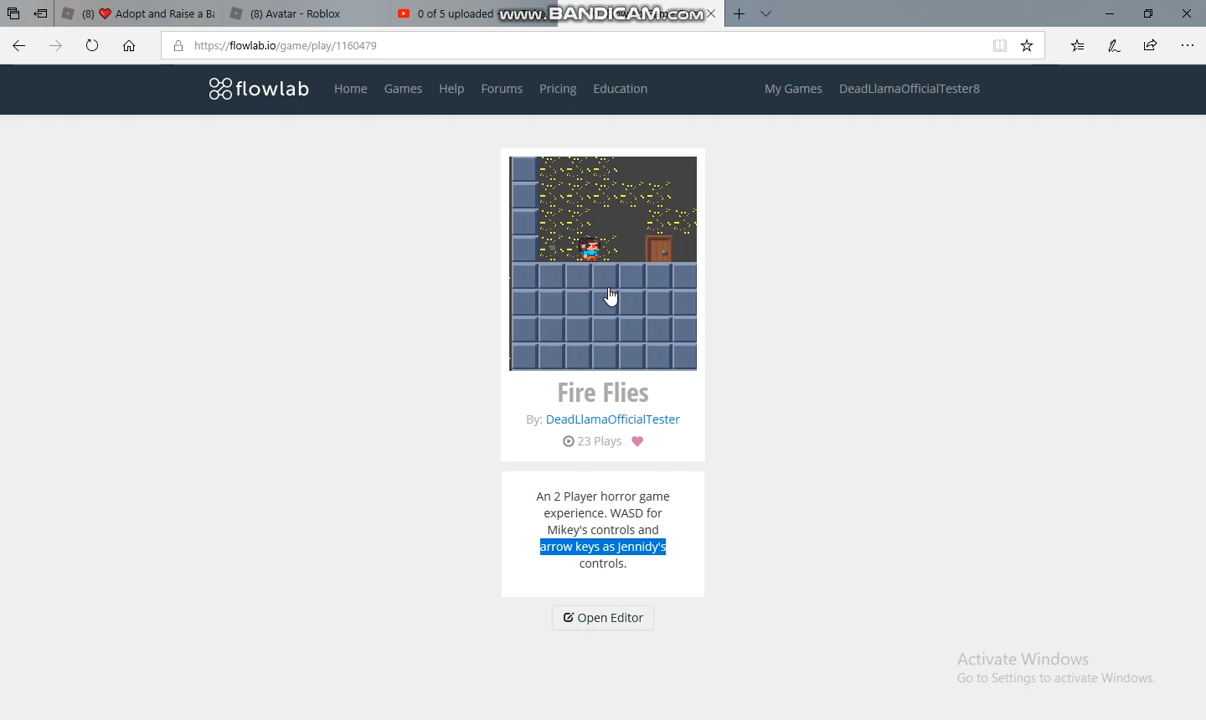 (8) ❤ Adopt and Raise a Ba
(8) Avatar - Roblox
0 of 5 uploaded
www.BANDICAM.com
https://flowlab.io/game/play/1160479
flowlab
Home Games Help Forums Pricing Education My Games DeadLlamaOfficialTester8
Fire Flies
By: DeadLlamaOfficialTester
23 Plays
An 2 Player horror game
experience. WASD for
Mikey's controls and
arrow keys as Jennidy's
controls.
Open Editor
Activate Windows
Go to Settings to activate Windows.